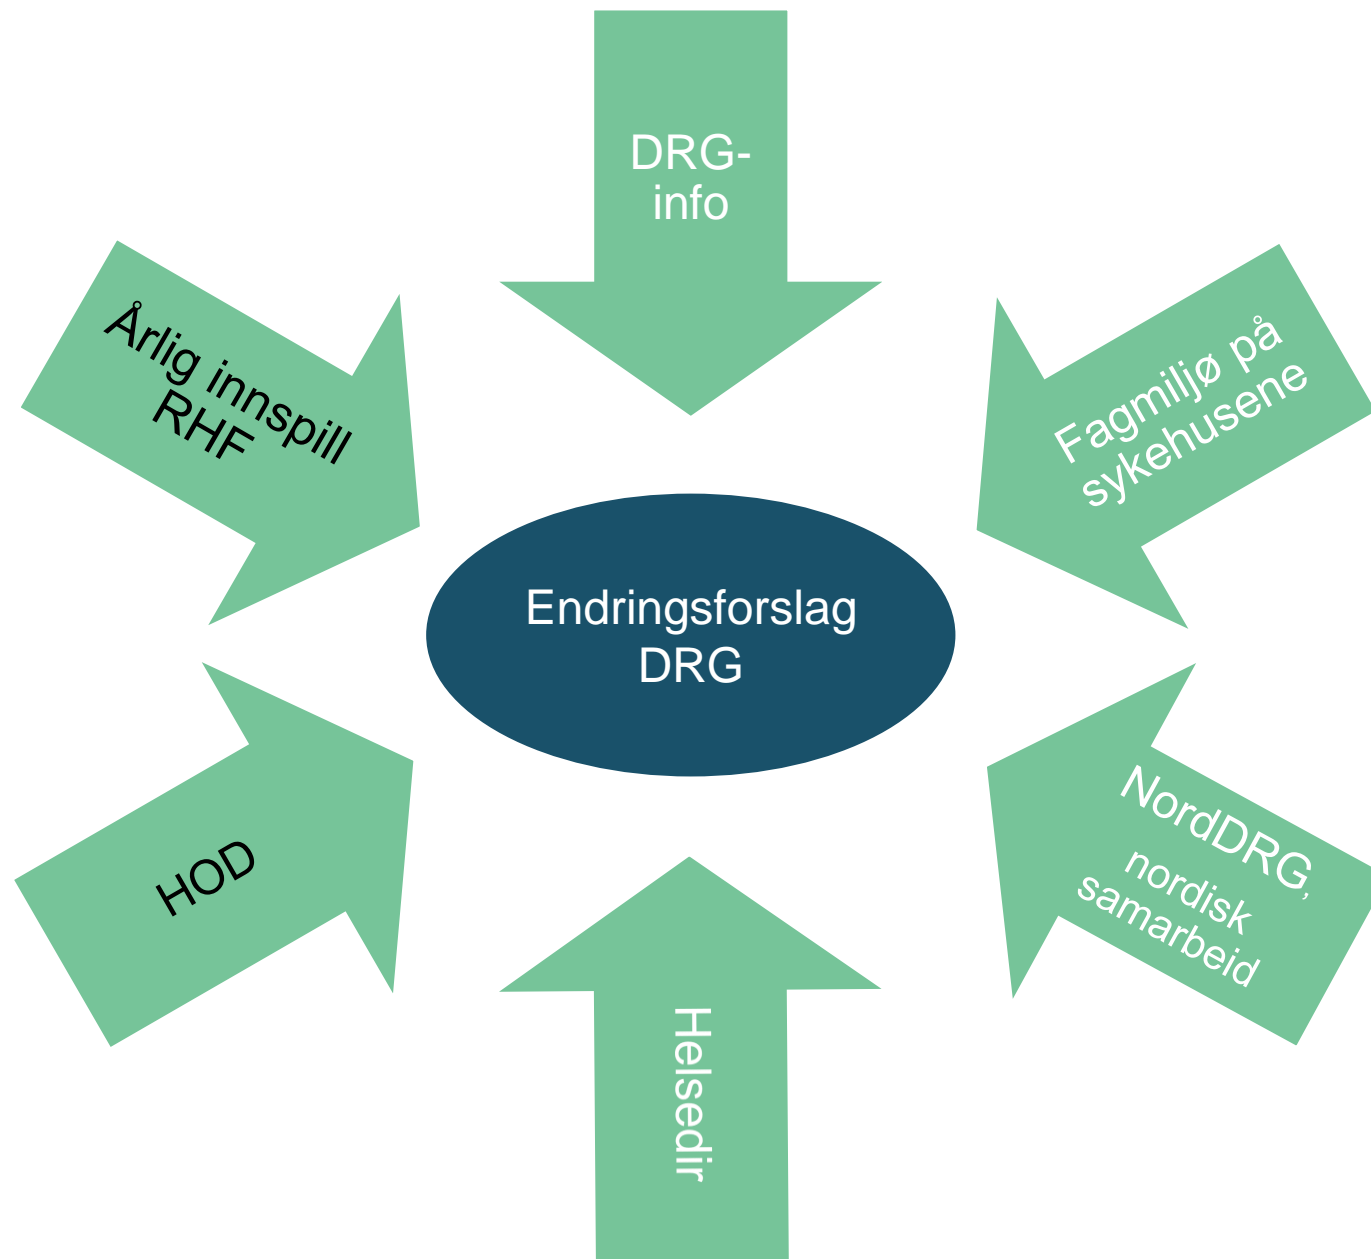 DRG-
info
Årlig innspill
RHF
Fagmiljø på
sykehusene
Endringsforslag
DRG
HOD
NordDRG,
nordisk
samarbeid
Helsedir